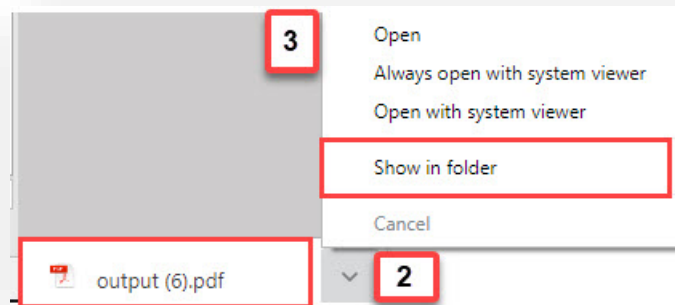 3
Open
Always open with system viewer
Open with system viewer
Show in folder
Cancel
output (6).pdf
2